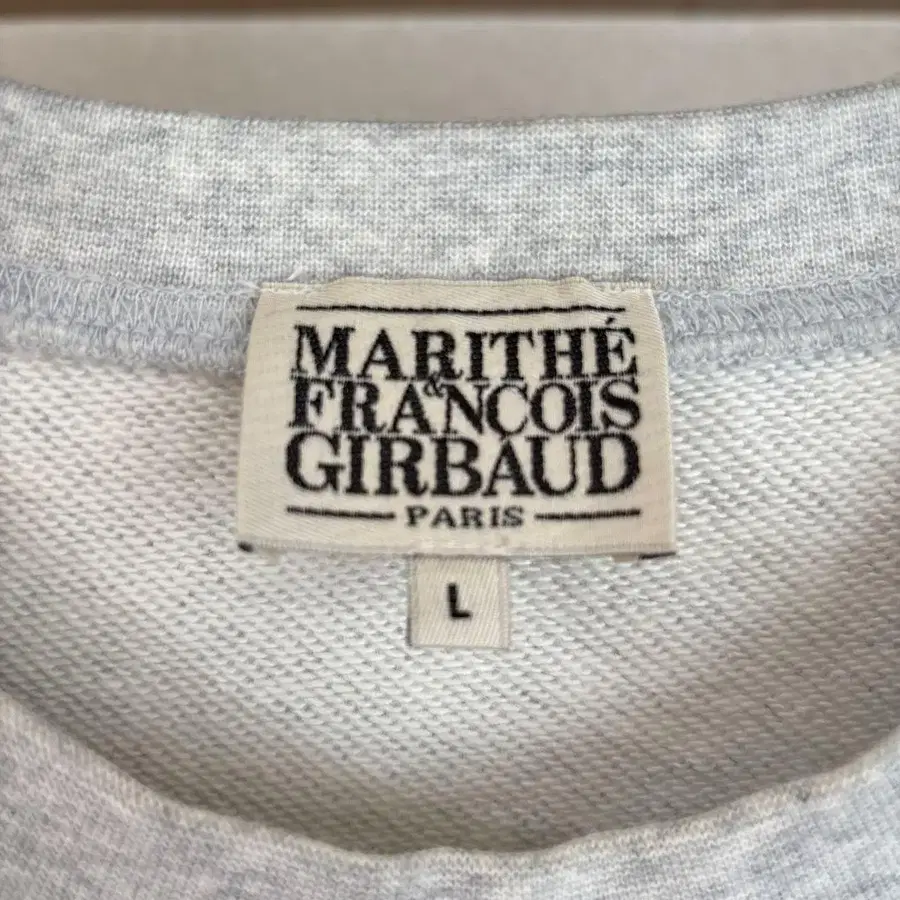 MARITHÉ
&
FRANÇOIS
GIRBAUD
PARIS
L